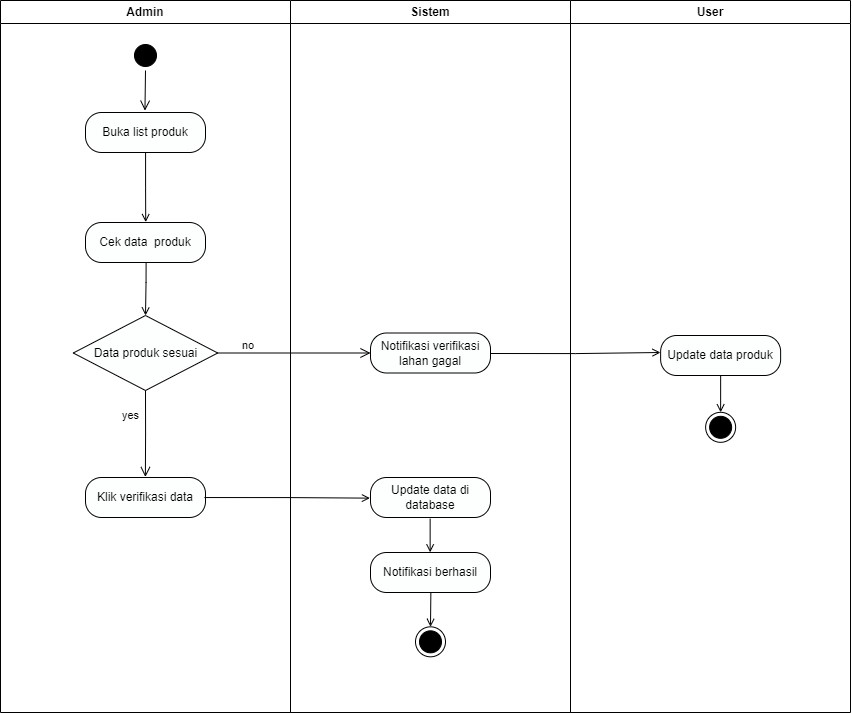 Admin
Sistem
User
Buka list produk
Cek data produk
Data produk sesuai
no
Notifikasi verifikasi
lahan gagal
Update data produk
yes
Klik verifikasi data
Update data di
database
Notifikasi berhasil